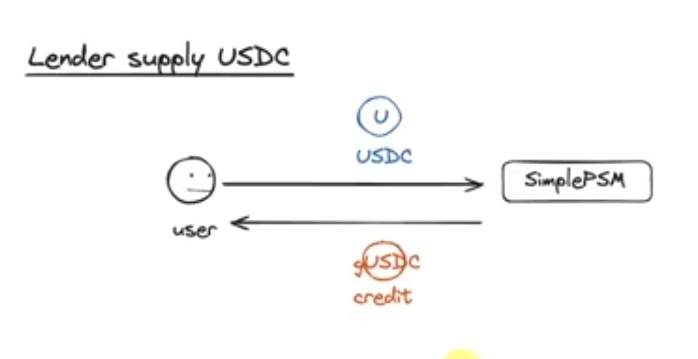 Lender supply USDC
U
USDC
SimplePSM
user
gUSDC
credit